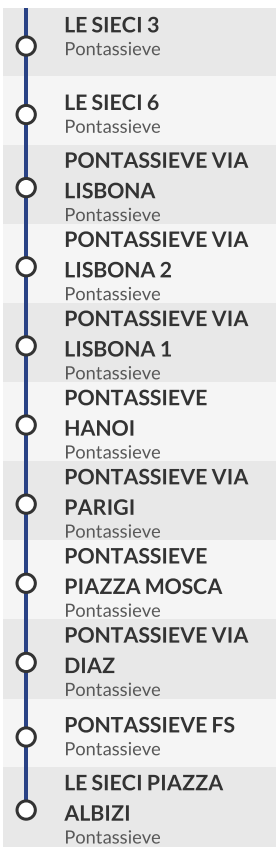 LE SIECI 3
Pontassieve
LE SIECI 6
Pontassieve
PONTASSIEVE VIA
LISBONA
Pontassieve
PONTASSIEVE VIA
LISBONA 2
Pontassieve
PONTASSIEVE VIA
LISBONA 1
Pontassieve
PONTASSIEVE
HANOI
Pontassieve
PONTASSIEVE VIA
PARIGI
Pontassieve
PONTASSIEVE
PIAZZA MOSCA
Pontassieve
PONTASSIEVE VIA
DIAZ
Pontassieve
PONTASSIEVE FS
Pontassieve
LE SIECI PIAZZA
ALBIZI
Pontassieve